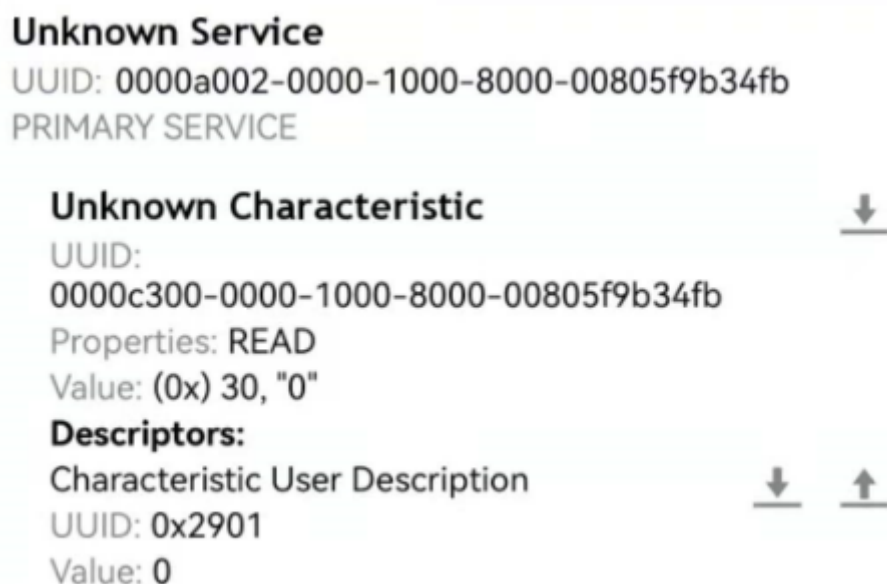 Unknown Service
UUID: 0000a002-0000-1000-8000-00805f9b34fb
PRIMARY SERVICE
Unknown Characteristic
UUID:
0000c300-0000-1000-8000-00805f9b34fb
Properties: READ
Value: (0x) 30, "0"
Descriptors:
Characteristic User Description
UUID: 0x2901
Value: 0